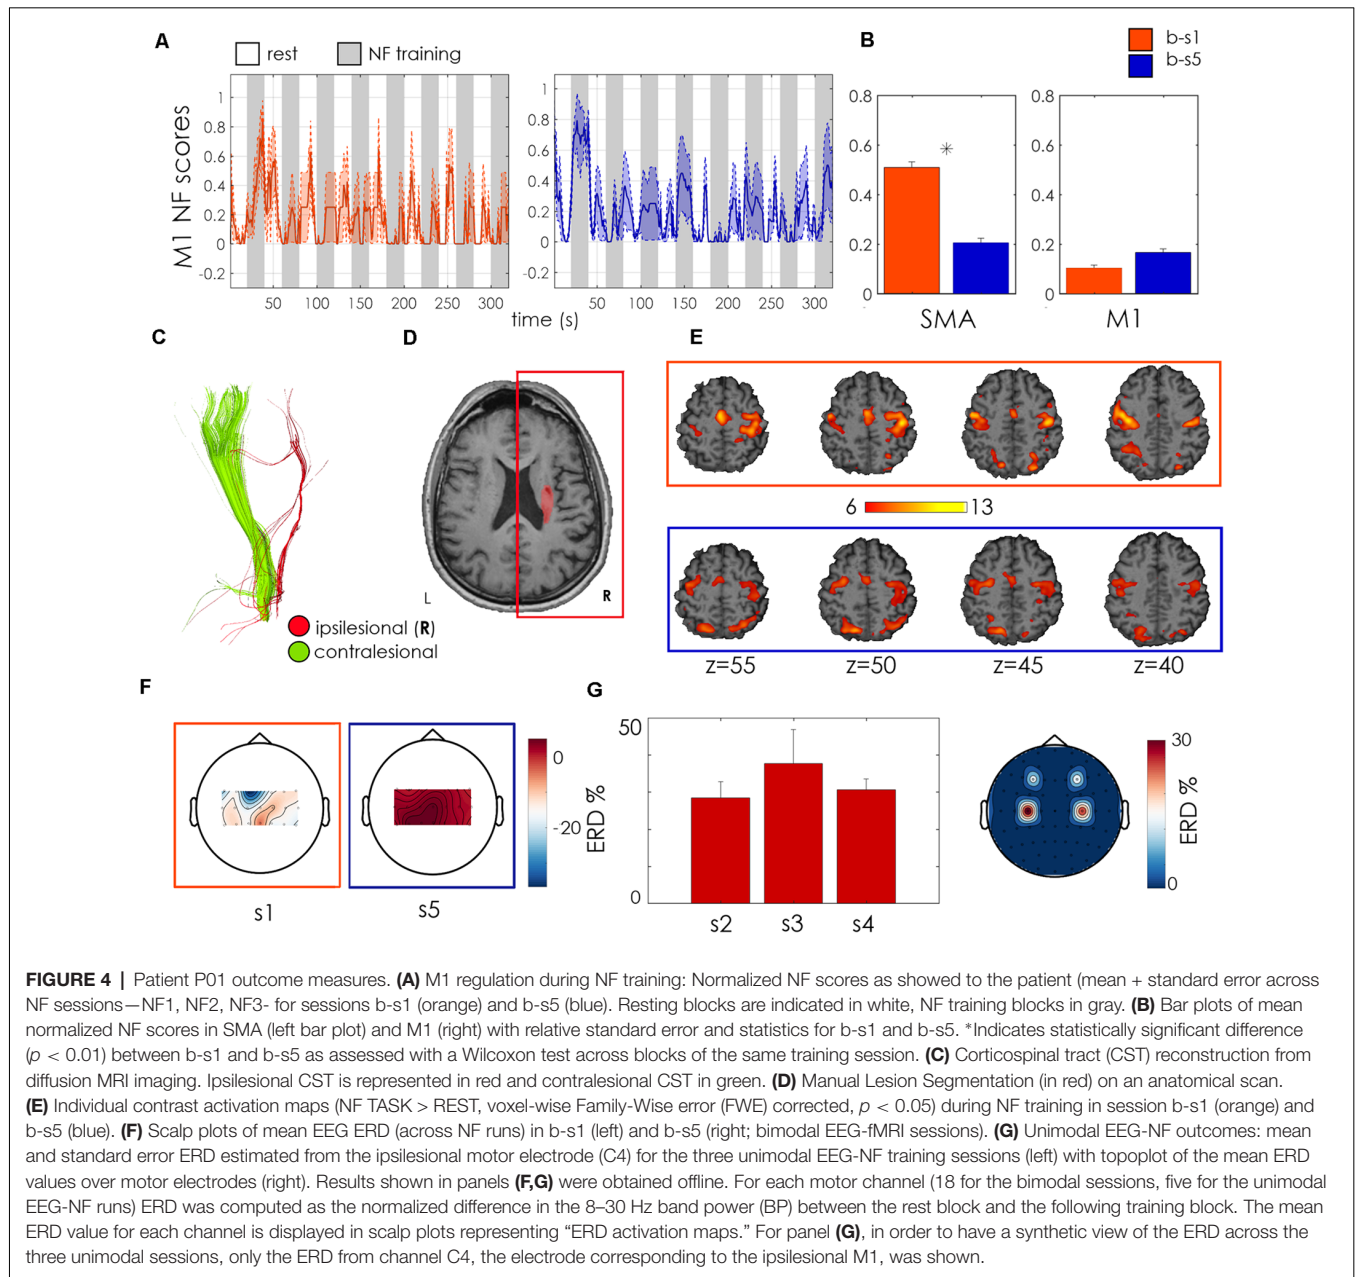 A
rest
NF training
B
b-s1
b-s5
M1 NF scores
1
0.8
0.6
0.4
0.2
0
-0.2
50
100
150
200
250
300
1
0.8
0.6
0.4
0.2
0
-0.2
50
100
150
200
250
300
time (s)
0.8
0.6
0.4
0.2
0
*
SMA
0.8
0.6
0.4
0.2
0
M1
C
ipsilesional (R)
contralesional
D
L
R
E
6
13
z=55
z=50
z=45
z=40
F
s1
s5
0
-20
ERD %
G
50
0
s2
s3
s4
30
0
ERD %
FIGURE 4 | Patient P01 outcome measures. (A) M1 regulation during NF training: Normalized NF scores as showed to the patient (mean + standard error across
NF sessions—NF1, NF2, NF3- for sessions b-s1 (orange) and b-s5 (blue). Resting blocks are indicated in white, NF training blocks in gray. (B) Bar plots of mean
normalized NF scores in SMA (left bar plot) and M1 (right) with relative standard error and statistics for b-s1 and b-s5. *Indicates statistically significant difference
(p < 0.01) between b-s1 and b-s5 as assessed with a Wilcoxon test across blocks of the same training session. (C) Corticospinal tract (CST) reconstruction from
diffusion MRI imaging. Ipsilesional CST is represented in red and contralesional CST in green. (D) Manual Lesion Segmentation (in red) on an anatomical scan.
(E) Individual contrast activation maps (NF TASK > REST, voxel-wise Family-Wise error (FWE) corrected, p < 0.05) during NF training in session b-s1 (orange) and
b-s5 (blue). (F) Scalp plots of mean EEG ERD (across NF runs) in b-s1 (left) and b-s5 (right; bimodal EEG-fMRI sessions). (G) Unimodal EEG-NF outcomes: mean
and standard error ERD estimated from the ipsilesional motor electrode (C4) for the three unimodal EEG-NF training sessions (left) with topoplot of the mean ERD
values over motor electrodes (right). Results shown in panels (F,G) were obtained offline. For each motor channel (18 for the bimodal sessions, five for the unimodal
EEG-NF runs) ERD was computed as the normalized difference in the 8–30 Hz band power (BP) between the rest block and the following training block. The mean
ERD value for each channel is displayed in scalp plots representing “ERD activation maps.” For panel (G), in order to have a synthetic view of the ERD across the
three unimodal sessions, only the ERD from channel C4, the electrode corresponding to the ipsilesional M1, was shown.